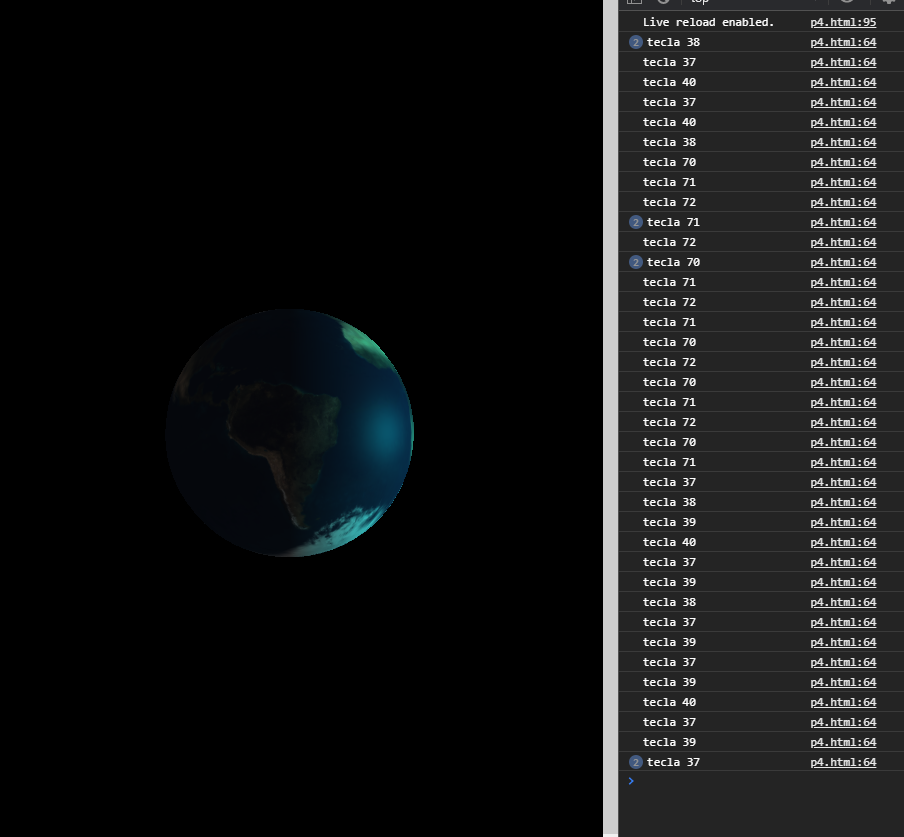 top
Live reload enabled. p4.html:95
2 tecla 38 p4.html:64
tecla 37 p4.html:64
tecla 40 p4.html:64
tecla 37 p4.html:64
tecla 40 p4.html:64
tecla 38 p4.html:64
tecla 70 p4.html:64
tecla 71 p4.html:64
tecla 72 p4.html:64
2 tecla 71 p4.html:64
tecla 72 p4.html:64
2 tecla 70 p4.html:64
tecla 71 p4.html:64
tecla 72 p4.html:64
tecla 71 p4.html:64
tecla 70 p4.html:64
tecla 72 p4.html:64
tecla 70 p4.html:64
tecla 71 p4.html:64
tecla 72 p4.html:64
tecla 70 p4.html:64
tecla 71 p4.html:64
tecla 37 p4.html:64
tecla 38 p4.html:64
tecla 39 p4.html:64
tecla 40 p4.html:64
tecla 37 p4.html:64
tecla 39 p4.html:64
tecla 38 p4.html:64
tecla 37 p4.html:64
tecla 39 p4.html:64
tecla 37 p4.html:64
tecla 39 p4.html:64
tecla 40 p4.html:64
tecla 37 p4.html:64
tecla 39 p4.html:64
2 tecla 37 p4.html:64